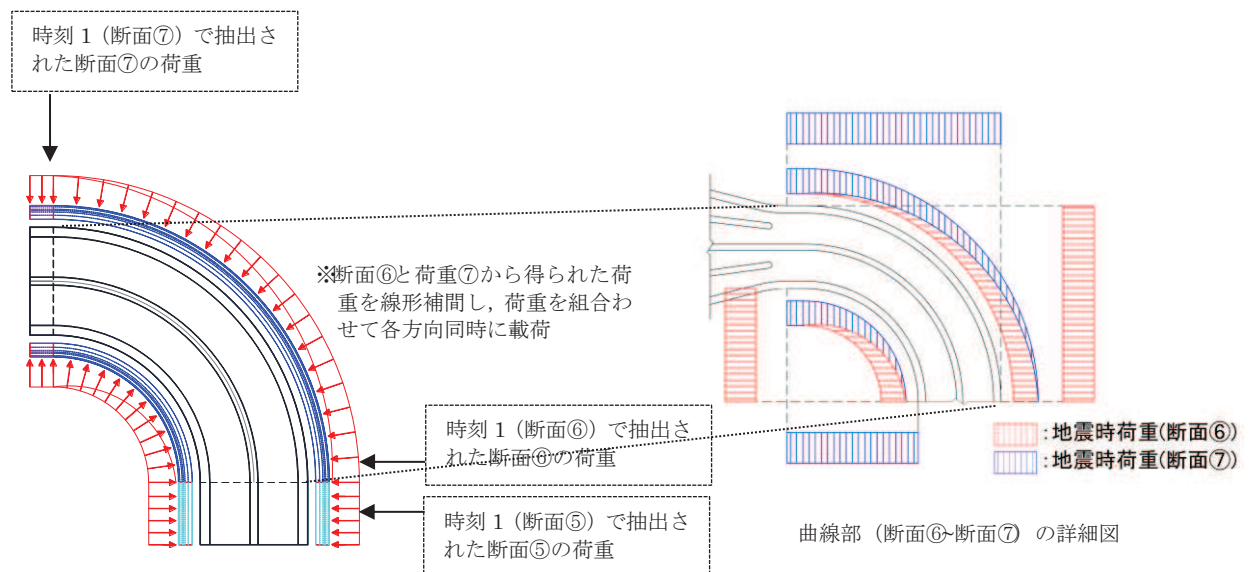 時刻 1（断面⑦）で抽出さ
れた断面⑦の荷重
※断面⑥と荷重⑦から得られた荷
重を線形補間し, 荷重を組合わ
せて各方向同時に載荷
時刻 1（断面⑥）で抽出さ
れた断面⑥の荷重
時刻 1（断面⑤）で抽出さ
れた断面⑤の荷重
:地震時荷重(断面⑥)
:地震時荷重(断面⑦)
曲線部（断面⑥~断面⑦）の詳細図